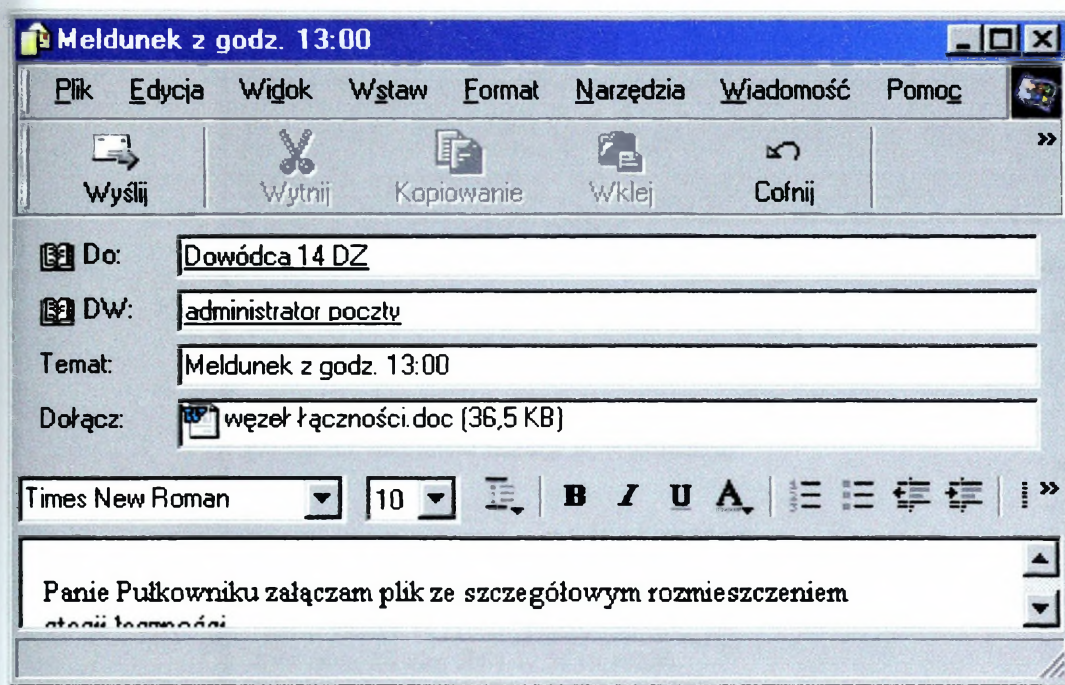 Meldunek z godz. 13:00
Plik Edycja Widok Wstaw Format Narzędzia Wiadomość Pomoc
Wyślij Wytnij Kopiowanie Wklej Cofnij »
Do: Dowódca 14 DZ
DW: administrator poczty
Temat: Meldunek z godz. 13:00
Dołącz: węzeł łączności.doc (36,5 KB)
Times New Roman 10 B I U A »
Panie Pułkowniku załączam plik ze szczegółowym rozmieszczeniem